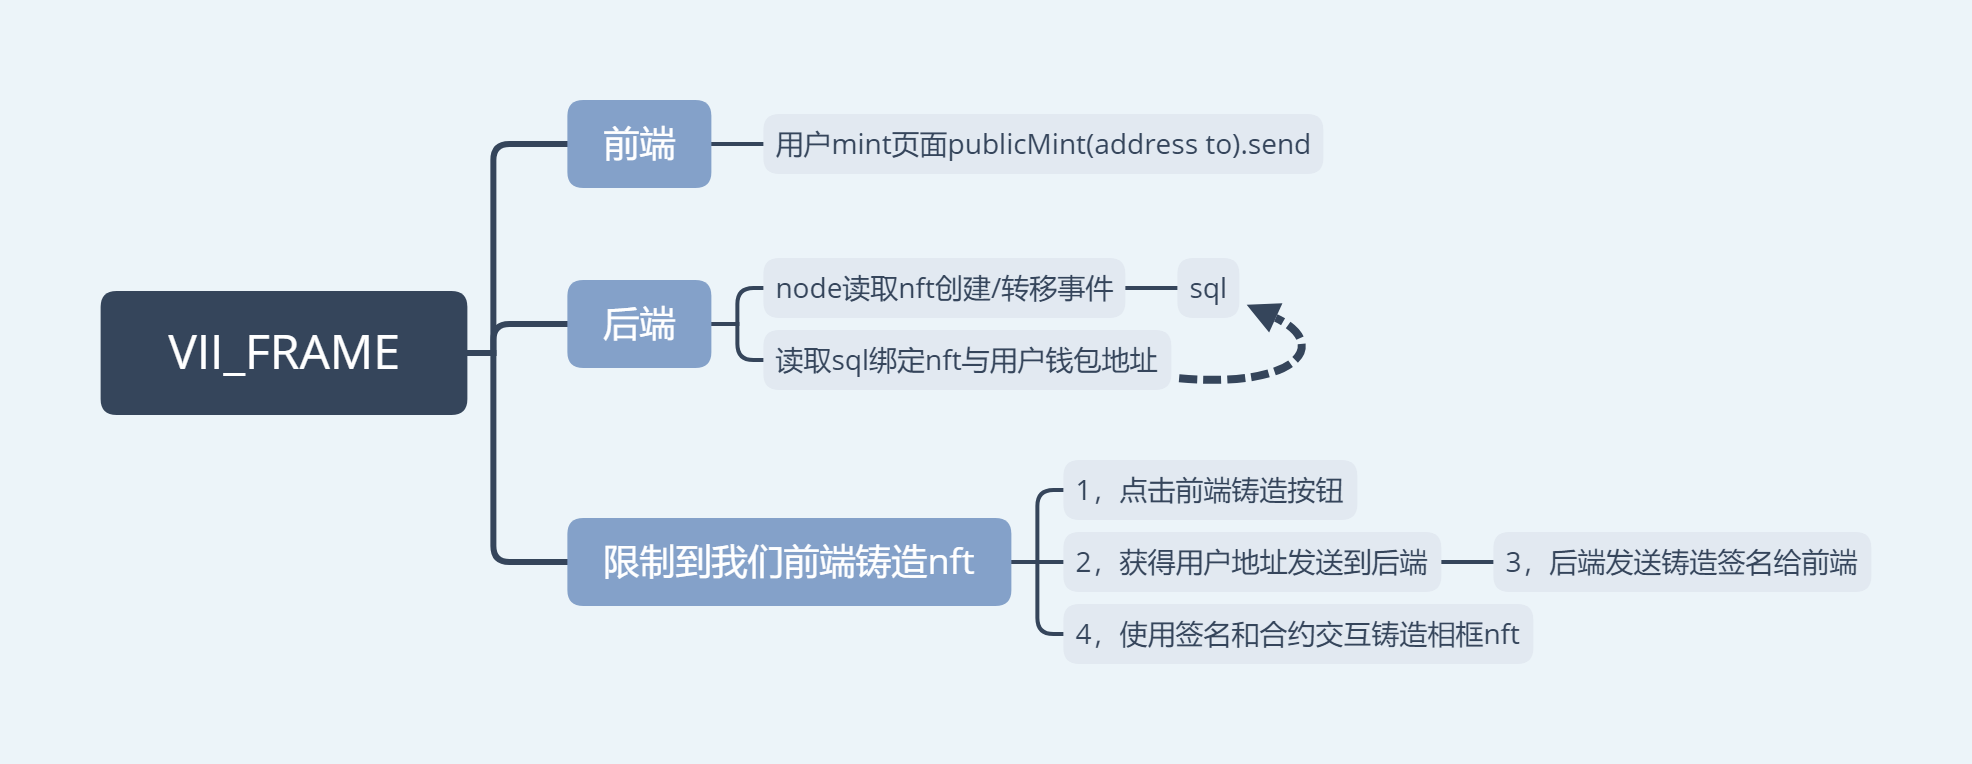 VII_FRAME
前端
用户mint页面publicMint(address to).send
后端
node读取nft创建/转移事件
sql
读取sql绑定nft与用户钱包地址
限制到我们前端铸造nft
1，点击前端铸造按钮
2，获得用户地址发送到后端
3，后端发送铸造签名给前端
4，使用签名和合约交互铸造相框nft